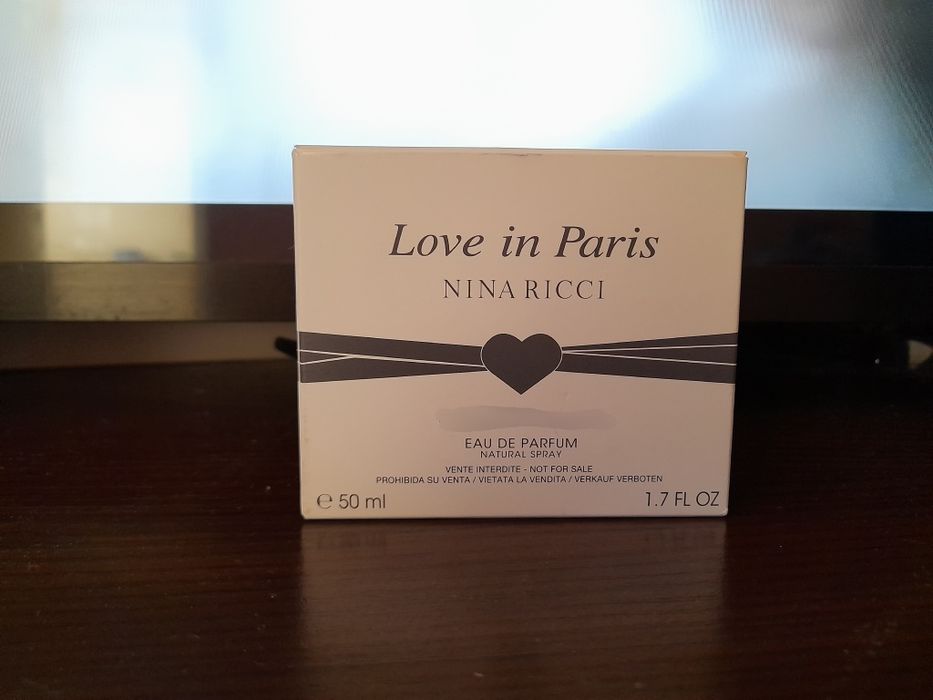 Love in Paris
NINA RICCI
EAU DE PARFUM
NATURAL SPRAY
VENTE INTERDITE - NOT FOR SALE
PROHIBIDA SU VENTA / VIETATA LA VENDITA / VERKAUF VERBOTEN
℮ 50 ml 1.7 FL OZ